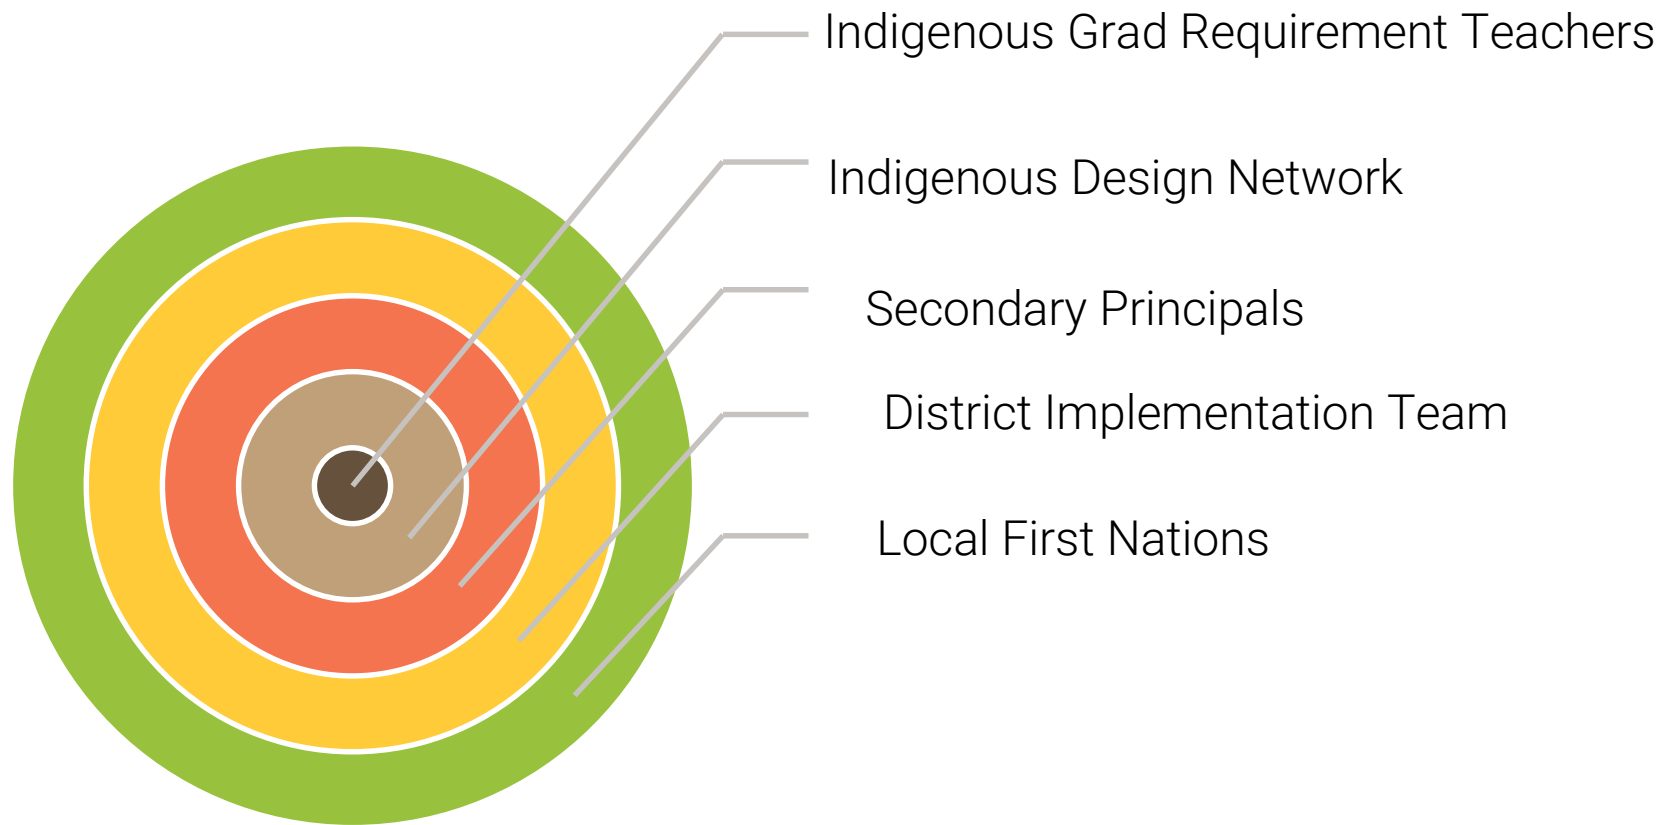 Indigenous Grad Requirement Teachers
Indigenous Design Network
Secondary Principals
District Implementation Team
Local First Nations